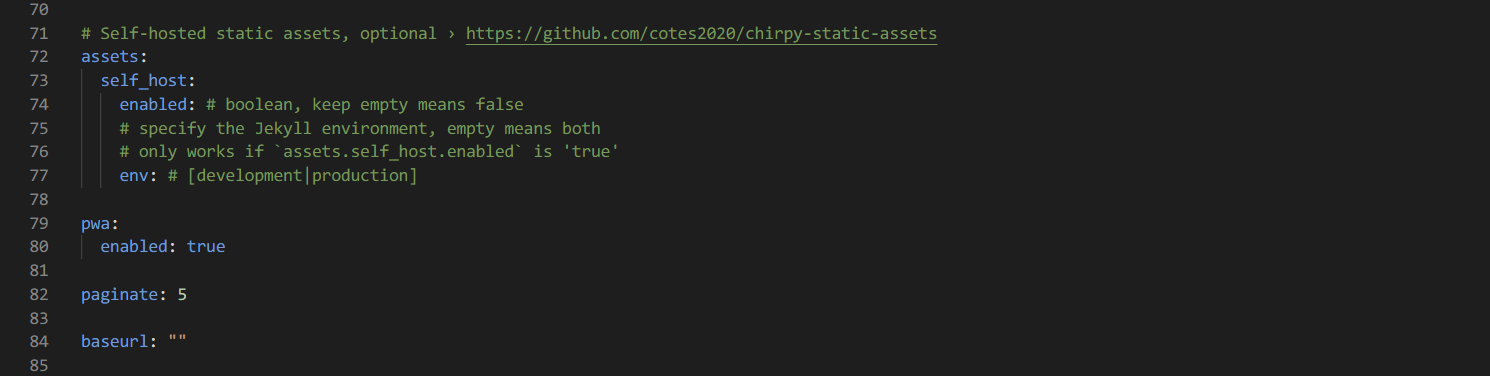 70
71 # Self-hosted static assets, optional › https://github.com/cotes2020/chirpy-static-assets
72 assets:
73   self_host:
74     enabled: # boolean, keep empty means false
75     # specify the Jekyll environment, empty means both
76     # only works if `assets.self_host.enabled` is 'true'
77     env: # [development|production]
78
79 pwa:
80   enabled: true
81
82 paginate: 5
83
84 baseurl: ""
85